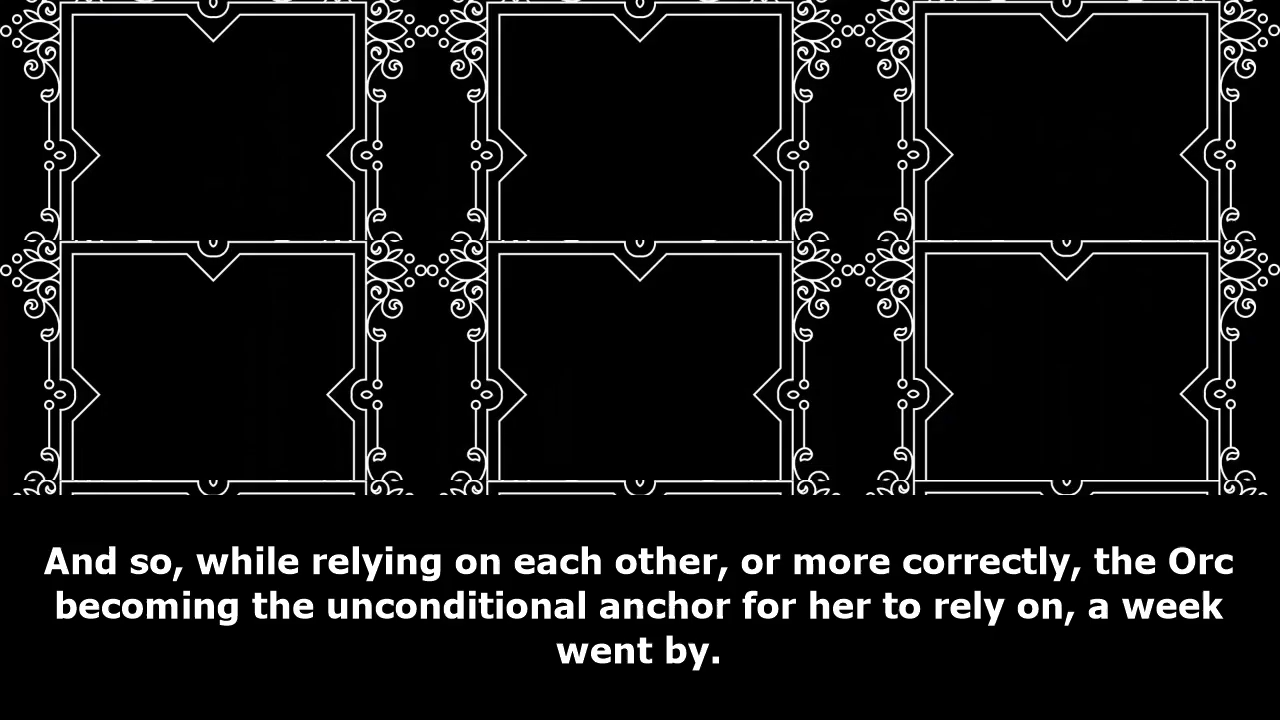 And so, while relying on each other, or more correctly, the Orc
becoming the unconditional anchor for her to rely on, a week
went by.